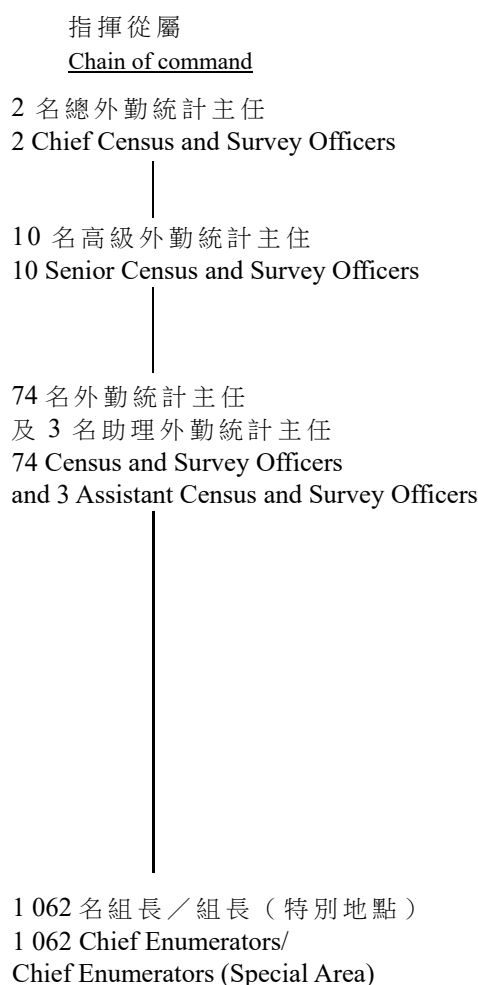 指揮從屬
Chain of command
2 名總外勤統計主任
2 Chief Census and Survey Officers
10 名高級外勤統計主住
10 Senior Census and Survey Officers
74 名外勤統計主任
及 3 名助理外勤統計主任
74 Census and Survey Officers
and 3 Assistant Census and Survey Officers
1 062 名組長／組長（特別地點）
1 062 Chief Enumerators/
Chief Enumerators (Special Area)